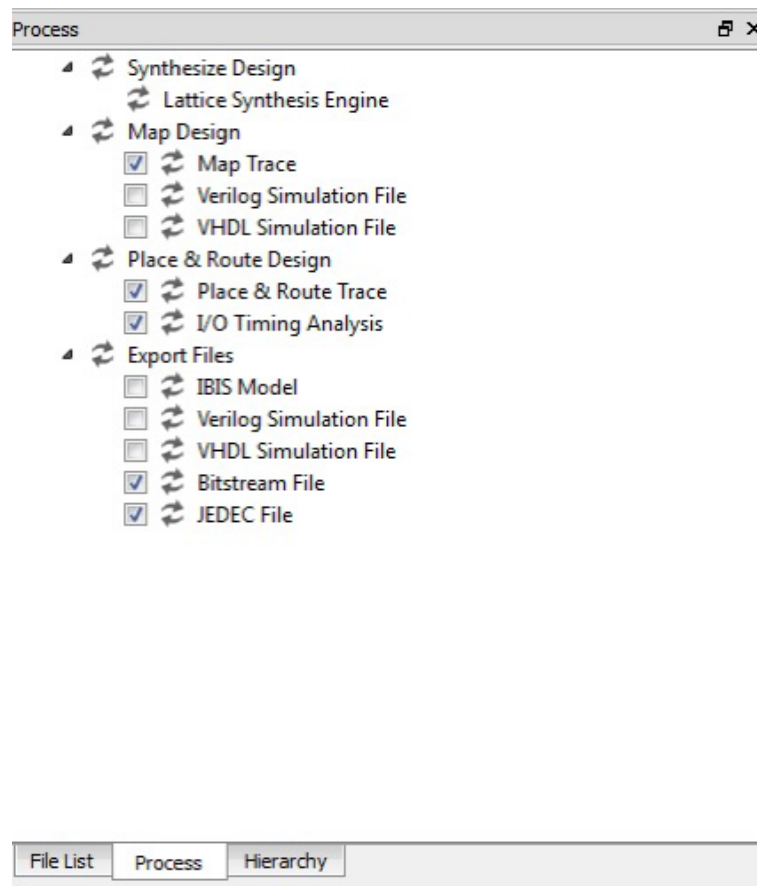 Process
Synthesize Design
Lattice Synthesis Engine
Map Design
Map Trace
Verilog Simulation File
VHDL Simulation File
Place & Route Design
Place & Route Trace
I/O Timing Analysis
Export Files
IBIS Model
Verilog Simulation File
VHDL Simulation File
Bitstream File
JEDEC File
File List Process Hierarchy